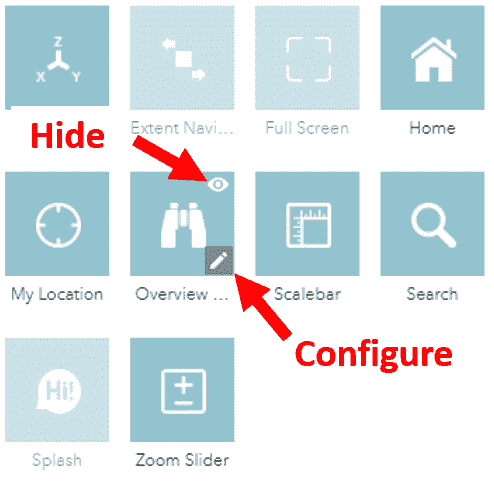 Z
X Y
Extent Navi... Full Screen Home
Hide
My Location Overview ... Scalebar Search
Configure
Hi!
Splash Zoom Slider